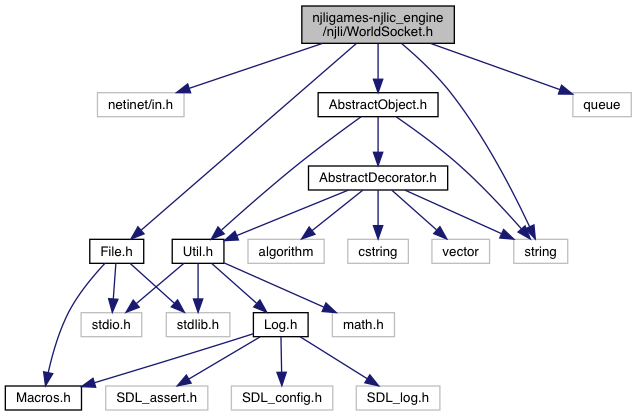 njligames-njlic_engine
/njli/WorldSocket.h
netinet/in.h
AbstractObject.h
queue
AbstractDecorator.h
File.h
Util.h
algorithm
cstring
vector
string
stdio.h
stdlib.h
Log.h
math.h
Macros.h
SDL_assert.h
SDL_config.h
SDL_log.h